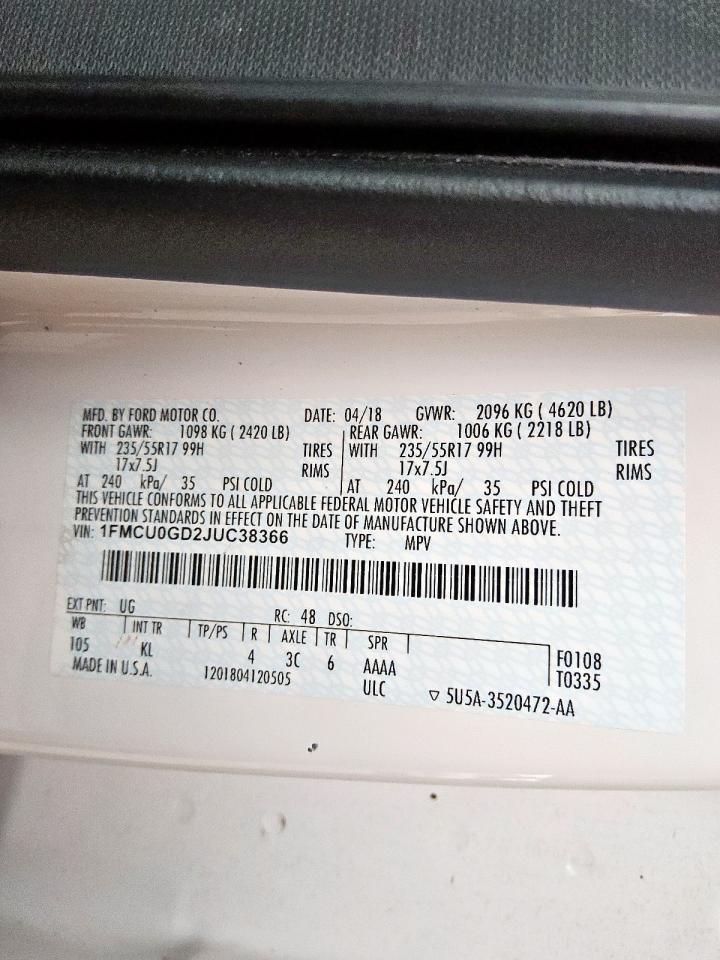 MFD. BY FORD MOTOR CO. DATE: 04/18 GVWR: 2096 KG ( 4620 LB)
FRONT GAWR: 1098 KG ( 2420 LB) REAR GAWR: 1006 KG ( 2218 LB)
WITH 235/55R17 99H TIRES WITH 235/55R17 99H TIRES
17x7.5J RIMS 17x7.5J RIMS
AT 240 kPa/ 35 PSI COLD AT 240 kPa/ 35 PSI COLD
THIS VEHICLE CONFORMS TO ALL APPLICABLE FEDERAL MOTOR VEHICLE SAFETY AND THEFT
PREVENTION STANDARDS IN EFFECT ON THE DATE OF MANUFACTURE SHOWN ABOVE.
VIN: 1FMCU0GD2JUC38366 TYPE: MPV
EXT PNT: UG RC: 48 DSO:
WB INT TR TP/PS R AXLE TR SPR
105 KL 4 3C 6 AAAA F0108
MADE IN U.S.A. 1201804120505 ULC T0335
▽ 5U5A-3520472-AA